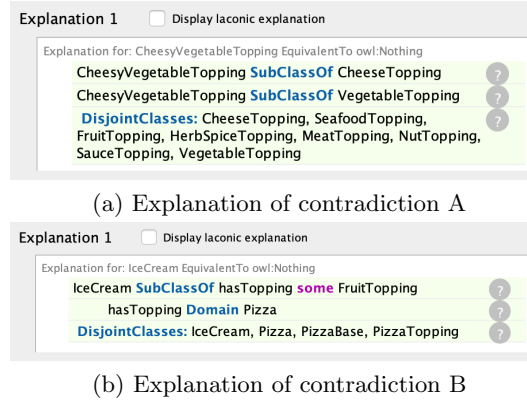 Explanation 1 Display laconic explanation
Explanation for: CheesyVegetableTopping EquivalentTo owl:Nothing
CheesyVegetableTopping SubClassOf CheeseTopping ?
CheesyVegetableTopping SubClassOf VegetableTopping ?
DisjointClasses: CheeseTopping, SeafoodTopping, ?
FruitTopping, HerbSpiceTopping, MeatTopping, NutTopping,
SauceTopping, VegetableTopping
(a) Explanation of contradiction A
Explanation 1 Display laconic explanation
Explanation for: IceCream EquivalentTo owl:Nothing
IceCream SubClassOf hasTopping some FruitTopping ?
hasTopping Domain Pizza ?
DisjointClasses: IceCream, Pizza, PizzaBase, PizzaTopping ?
(b) Explanation of contradiction B